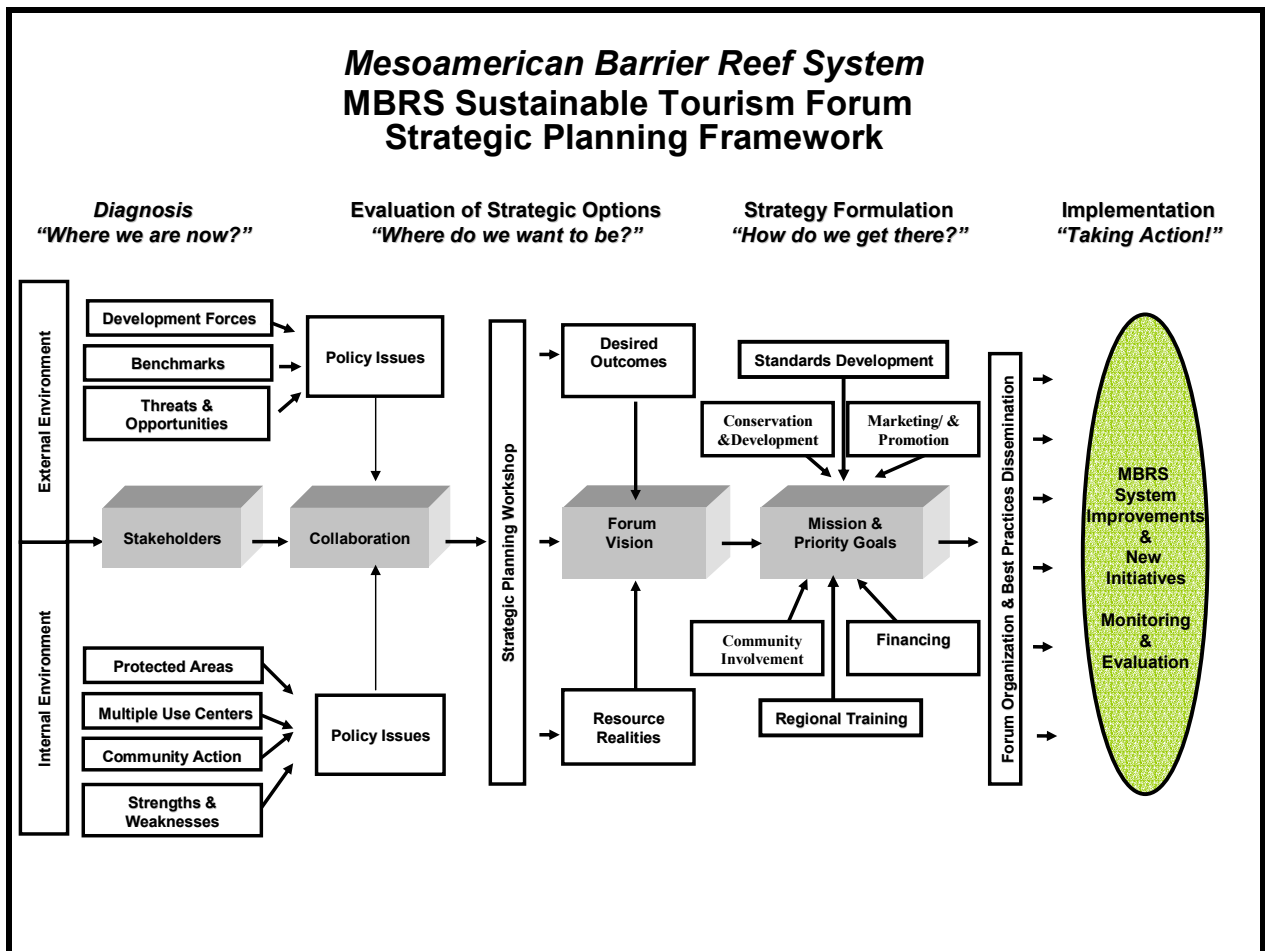 Mesoamerican Barrier Reef System
MBRS Sustainable Tourism Forum
Strategic Planning Framework
Diagnosis
“Where we are now?”
Evaluation of Strategic Options
“Where do we want to be?”
Strategy Formulation
“How do we get there?”
Implementation
“Taking Action!”
External Environment
Internal Environment
Development Forces
Benchmarks
Threats &
Opportunities
Policy Issues
Stakeholders
Collaboration
Protected Areas
Multiple Use Centers
Community Action
Strengths &
Weaknesses
Policy Issues
Strategic Planning Workshop
Desired
Outcomes
Forum
Vision
Resource
Realities
Standards Development
Conservation
&Development
Marketing/ &
Promotion
Mission &
Priority Goals
Community
Involvement
Financing
Regional Training
Forum Organization & Best Practices Dissemination
MBRS
System
Improvements
&
New
Initiatives
Monitoring
&
Evaluation